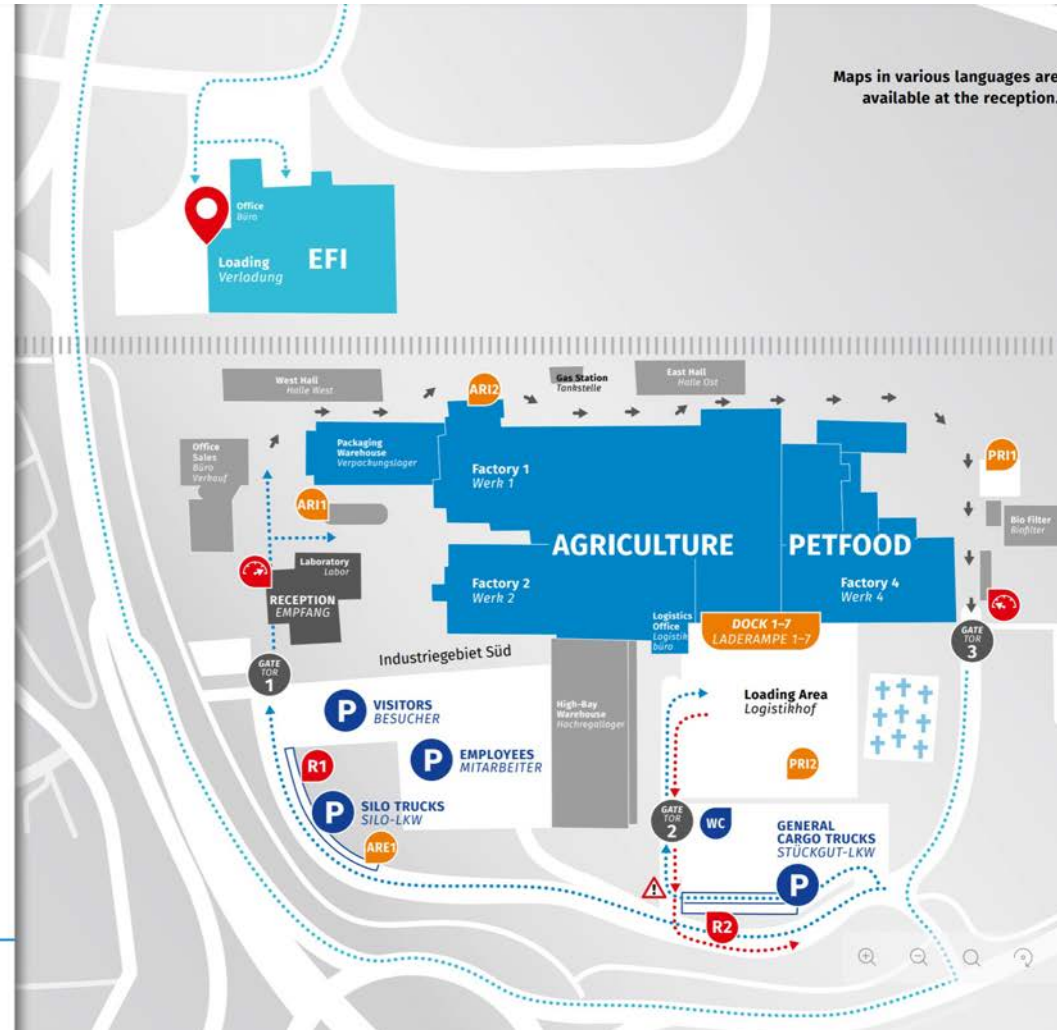 Maps in various languages are
available at the reception.
Office
Büro
Loading
Verladung
EFI
West Hall
Halle West
ARI2
Gas Station
Tankstelle
East Hall
Halle Ost
Office
Sales
Büro
Verkauf
Packaging
Warehouse
Verpackungslager
Factory 1
Werk 1
PRI1
ARI1
Bio Filter
Biofilter
AGRICULTURE
PETFOOD
Laboratory
Labor
RECEPTION
EMPFANG
Factory 2
Werk 2
Factory 4
Werk 4
Logistics
Office
Logistik
büro
DOCK 1–7
LADERAMPE 1–7
GATE
TOR
3
Industriegebiet Süd
GATE
TOR
1
P
VISITORS
BESUCHER
High-Bay
Warehouse
Hochregallager
Loading Area
Logistikhof
P
EMPLOYEES
MITARBEITER
R1
PRI2
P
SILO TRUCKS
SILO-LKW
GATE
TOR
2
WC
GENERAL
CARGO TRUCKS
STÜCKGUT-LKW
ARE1
P
R2